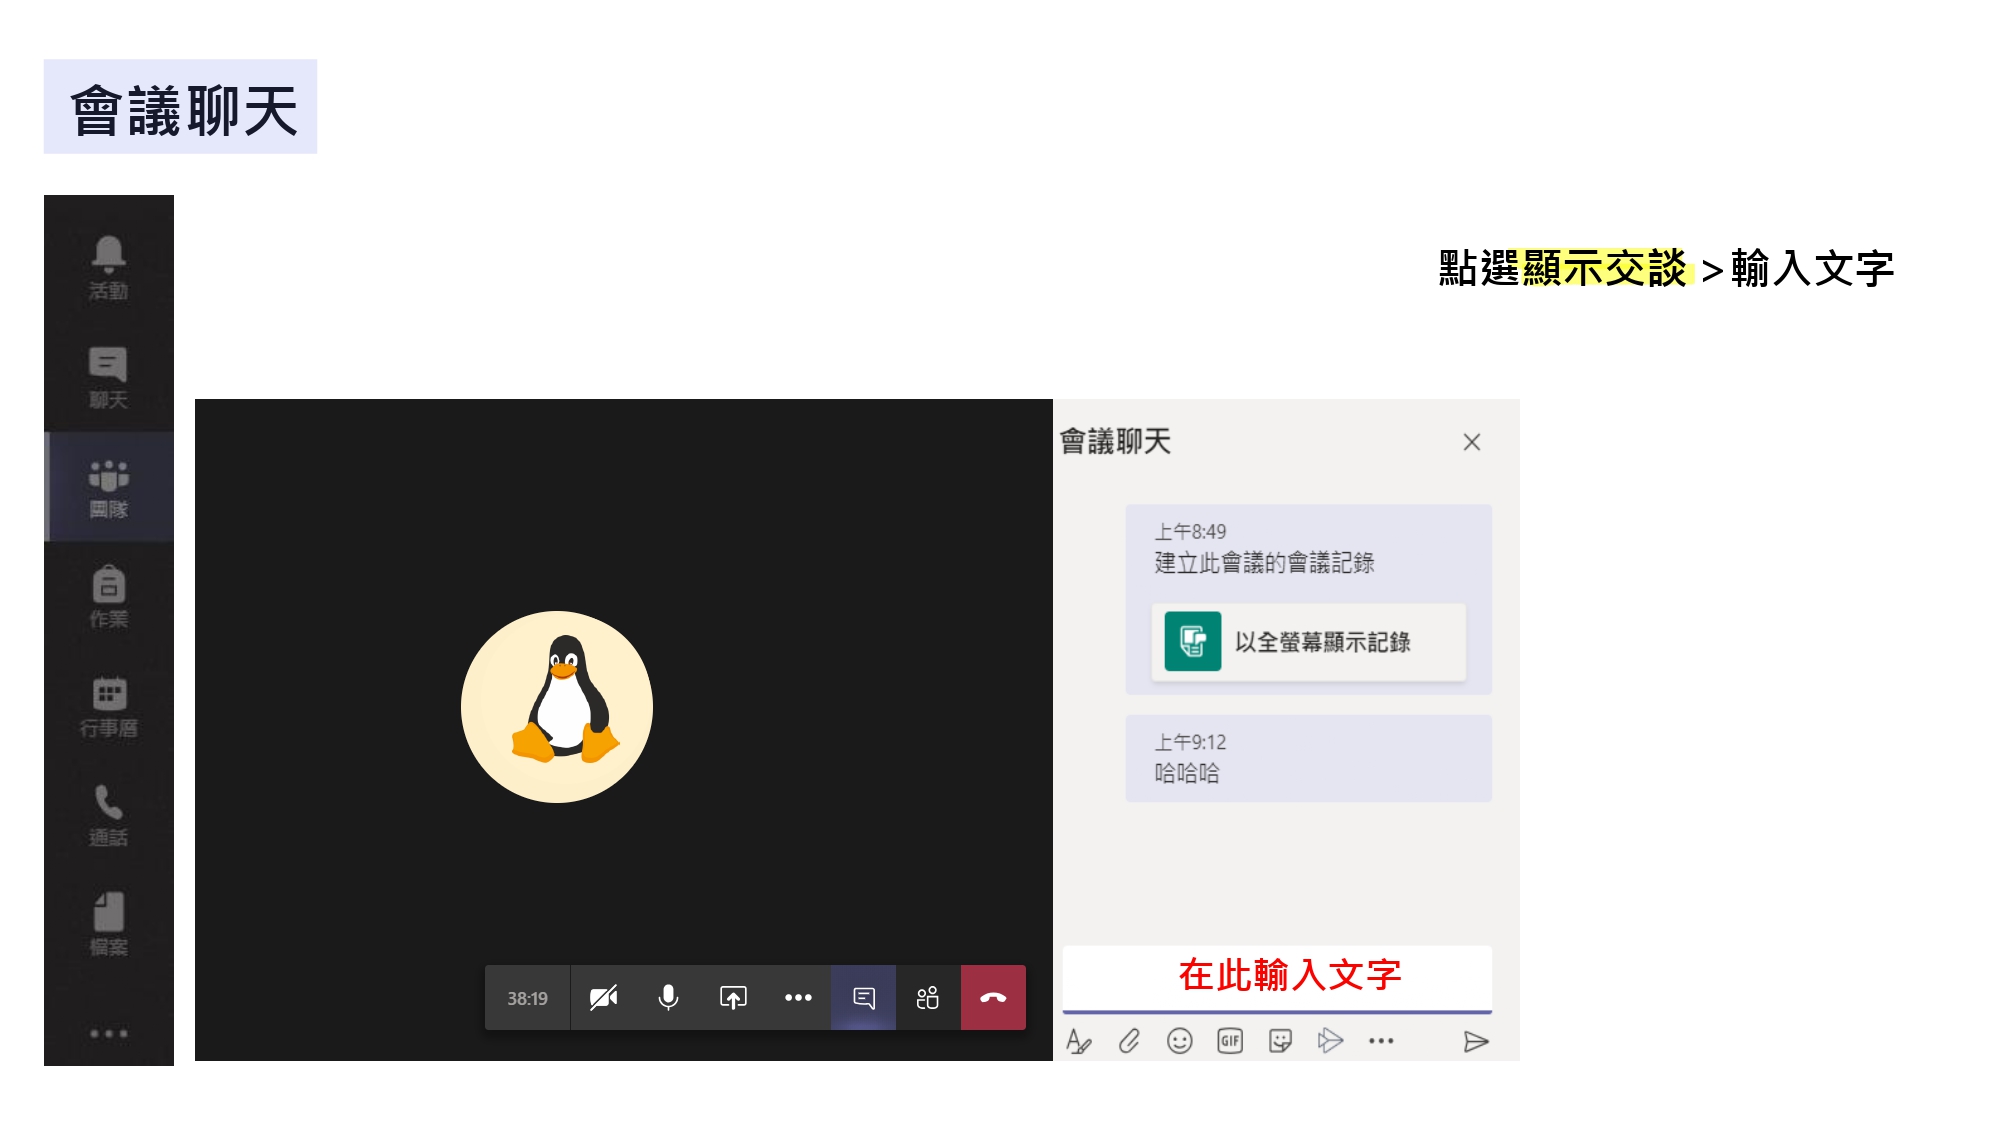 會議聊天
點選顯示交談 >輸入文字
活動
聊天
團隊
作業
行事曆
通話
檔案
38:19
會議聊天
上午8:49
建立此會議的會議記錄
以全螢幕顯示記錄
上午9:12
哈哈哈
在此輸入文字
GIF